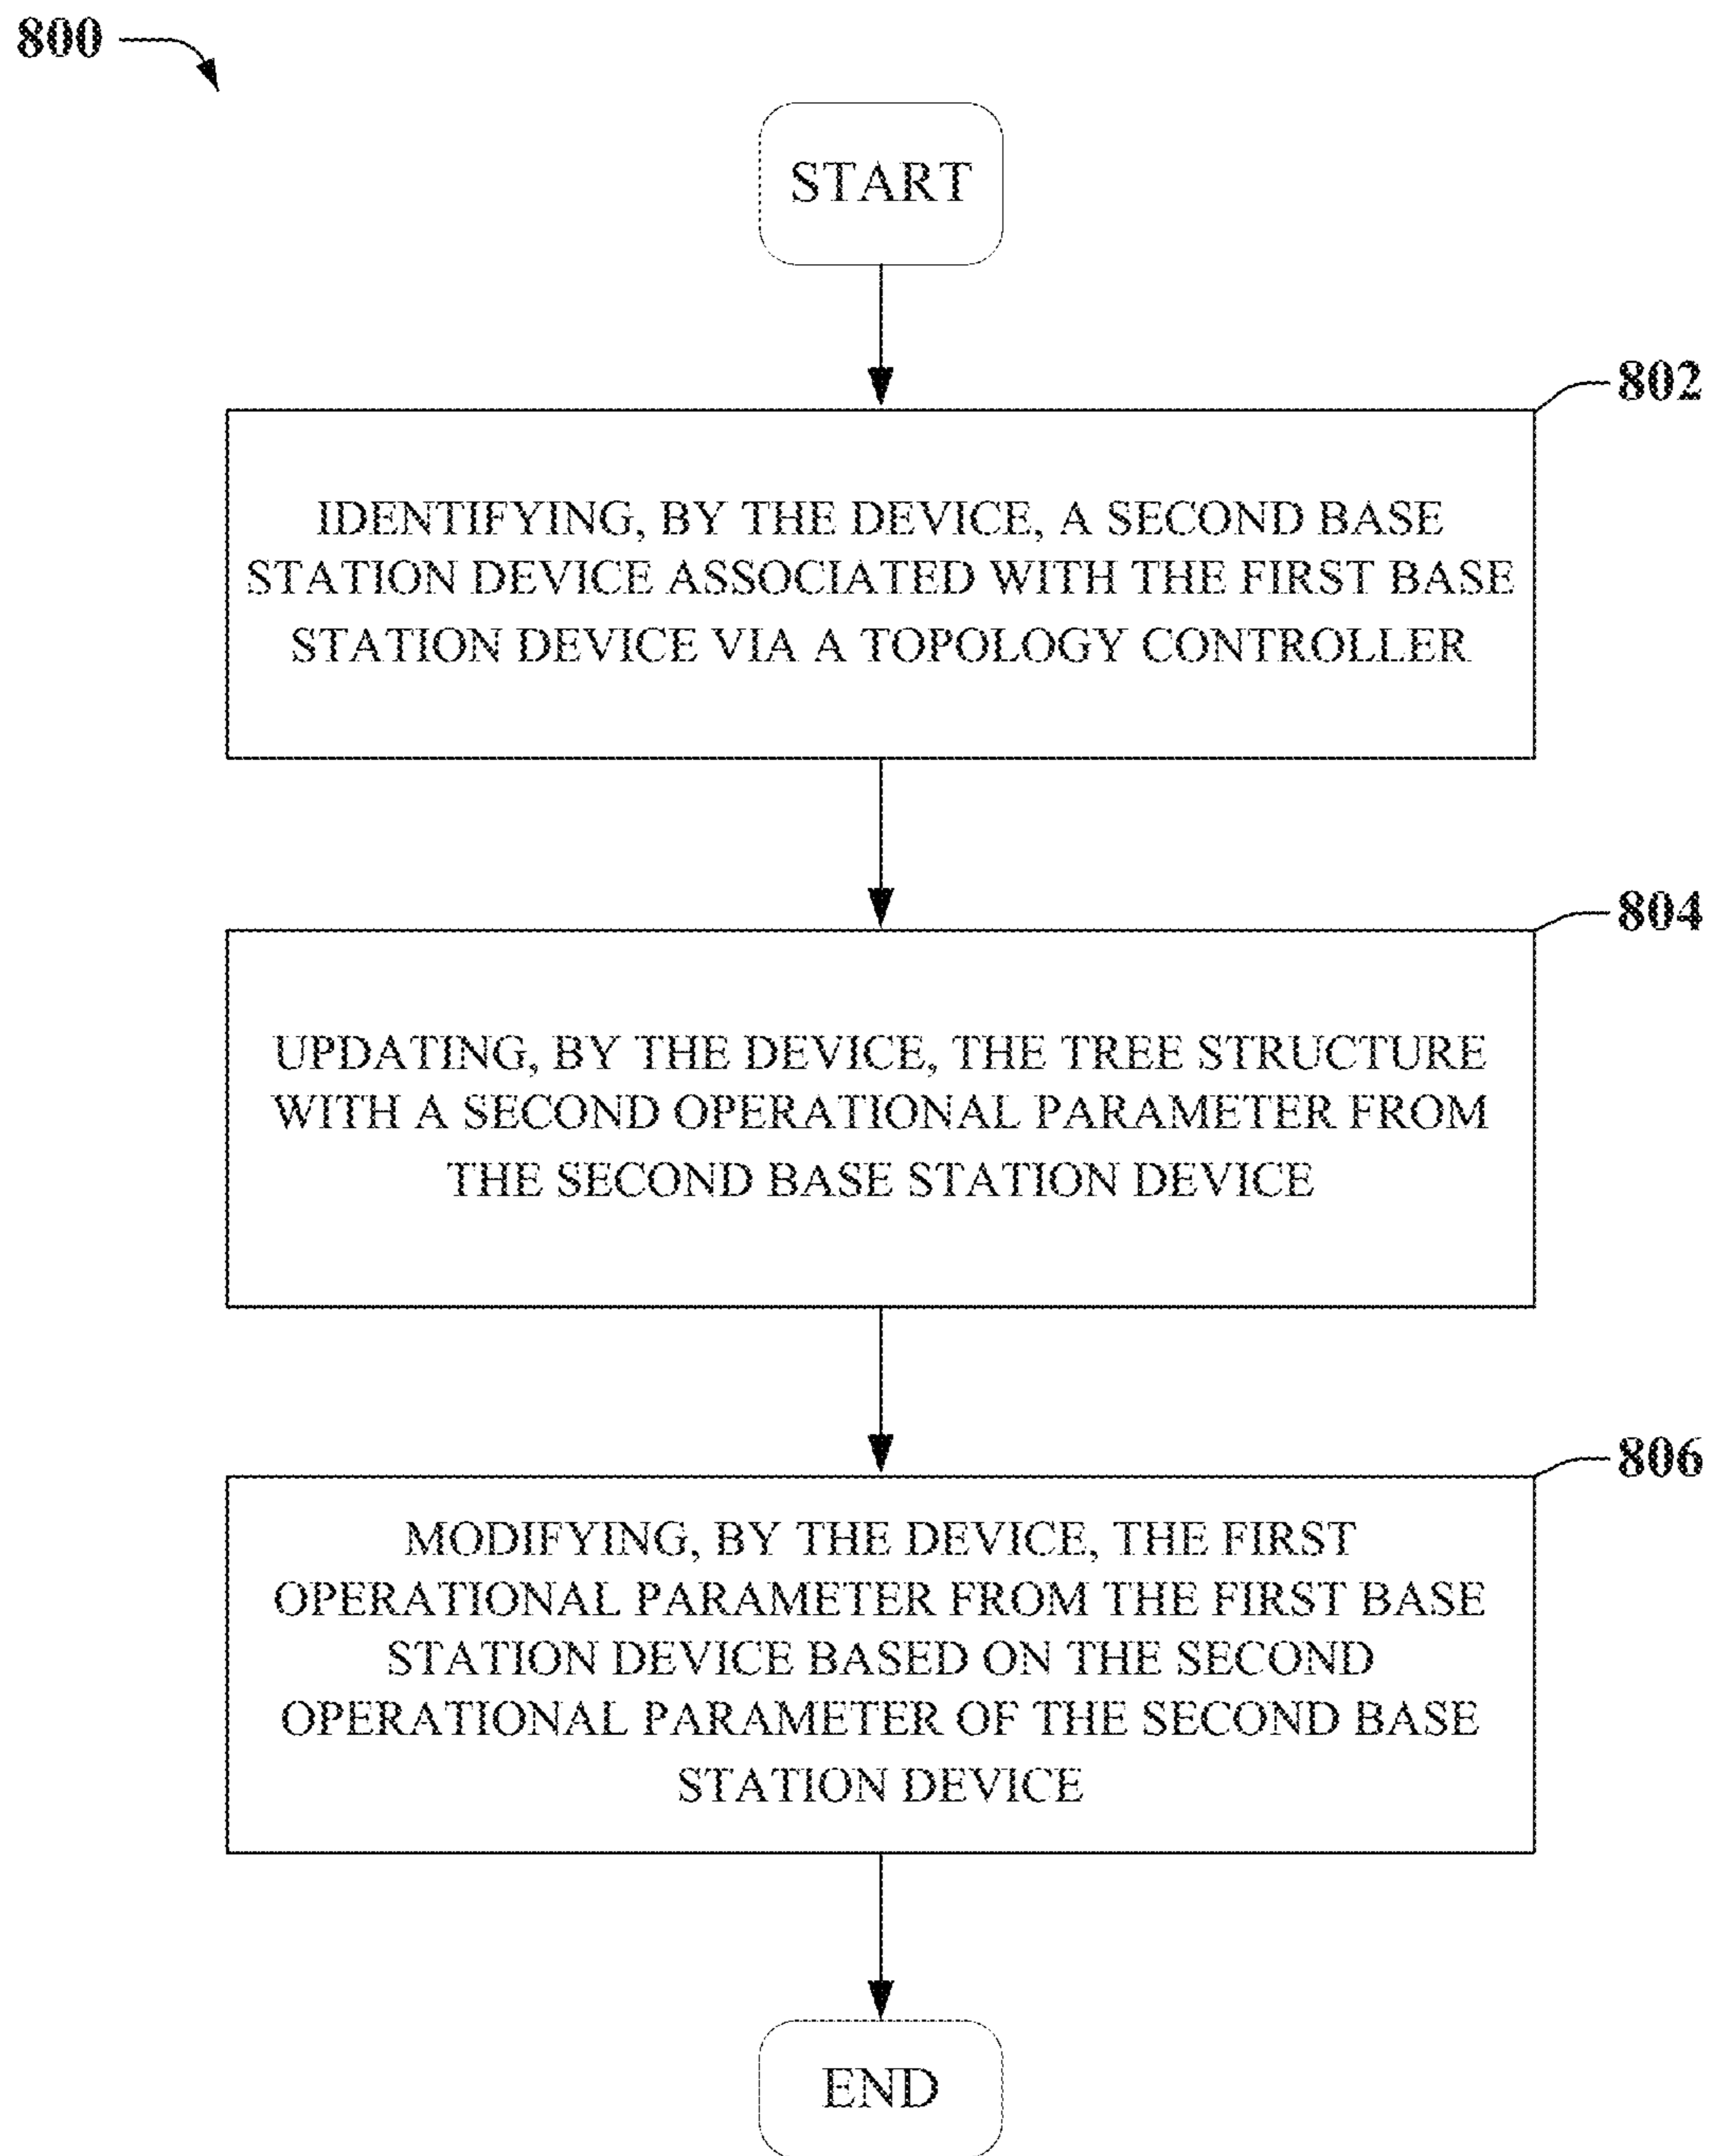 800
START
802
IDENTIFYING, BY THE DEVICE, A SECOND BASE
STATION DEVICE ASSOCIATED WITH THE FIRST BASE
STATION DEVICE VIA A TOPOLOGY CONTROLLER
804
UPDATING, BY THE DEVICE, THE TREE STRUCTURE
WITH A SECOND OPERATIONAL PARAMETER FROM
THE SECOND BASE STATION DEVICE
806
MODIFYING, BY THE DEVICE, THE FIRST
OPERATIONAL PARAMETER FROM THE FIRST BASE
STATION DEVICE BASED ON THE SECOND
OPERATIONAL PARAMETER OF THE SECOND BASE
STATION DEVICE
END